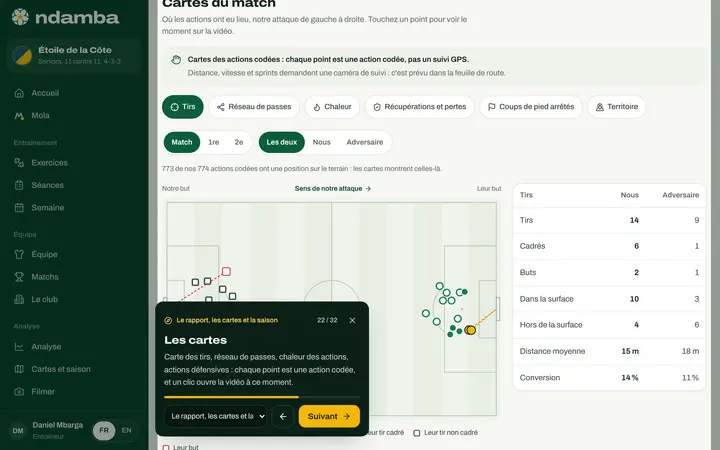 ndamba
Étoile de la Côte
Seniors, 11 contre 11. 4-3-3
Accueil
Mola
Entraînement
Exercices
Séances
Semaine
Équipe
Équipe
Matchs
Le club
Analyse
Analyse
Cartes et saison
Filmer
DM
Daniel Mbarga
Entraîneur
FR
EN
Cartes du match
Où les actions ont eu lieu, notre attaque de gauche à droite. Touchez un point pour voir le
moment sur la vidéo.
Cartes des actions codées : chaque point est une action codée, pas un suivi GPS.
Distance, vitesse et sprints demandent une caméra de suivi : c'est prévu dans la feuille de route.
Tirs
Réseau de passes
Chaleur
Récupérations et pertes
Coups de pied arrêtés
Territoire
Match
1re
2e
Les deux
Nous
Adversaire
773 de nos 774 actions codées ont une position sur le terrain : les cartes montrent celles-là.
Notre but
Sens de notre attaque →
Leur but
Tirs Nous Adversaire
Tirs 14 9
Cadrés 6 1
Buts 2 1
Dans la surface 10 3
Hors de la surface 4 6
Distance moyenne 15 m 18 m
Conversion 14 % 11 %
Le rapport, les cartes et la saison
22 / 32
Les cartes
Carte des tirs, réseau de passes, chaleur des actions,
actions défensives : chaque point est une action codée,
et un clic ouvre la vidéo à ce moment.
Le rapport, les cartes et la
Suivant →
Leur tir cadré
Leur tir non cadré
Leur but